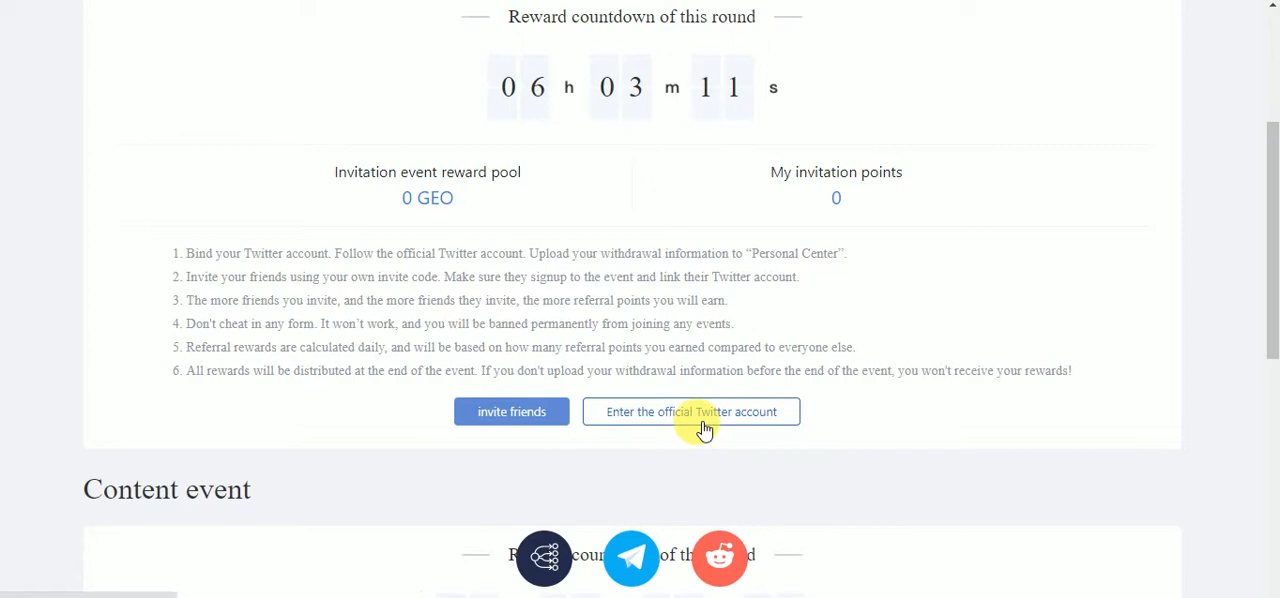 Reward countdown of this round
06 h 03 m 11 s
Invitation event reward pool
My invitation points
0 GEO
0
1. Bind your Twitter account. Follow the official Twitter account. Upload your withdrawal information to “Personal Center”.
2. Invite your friends using your own invite code. Make sure they signup to the event and link their Twitter account.
3. The more friends you invite, and the more friends they invite, the more referral points you will earn.
4. Don't cheat in any form. It won’t work, and you will be banned permanently from joining any events.
5. Referral rewards are calculated daily, and will be based on how many referral points you earned compared to everyone else.
6. All rewards will be distributed at the end of the event. If you don't upload your withdrawal information before the end of the event, you won't receive your rewards!
invite friends
Enter the official Twitter account
Content event
of